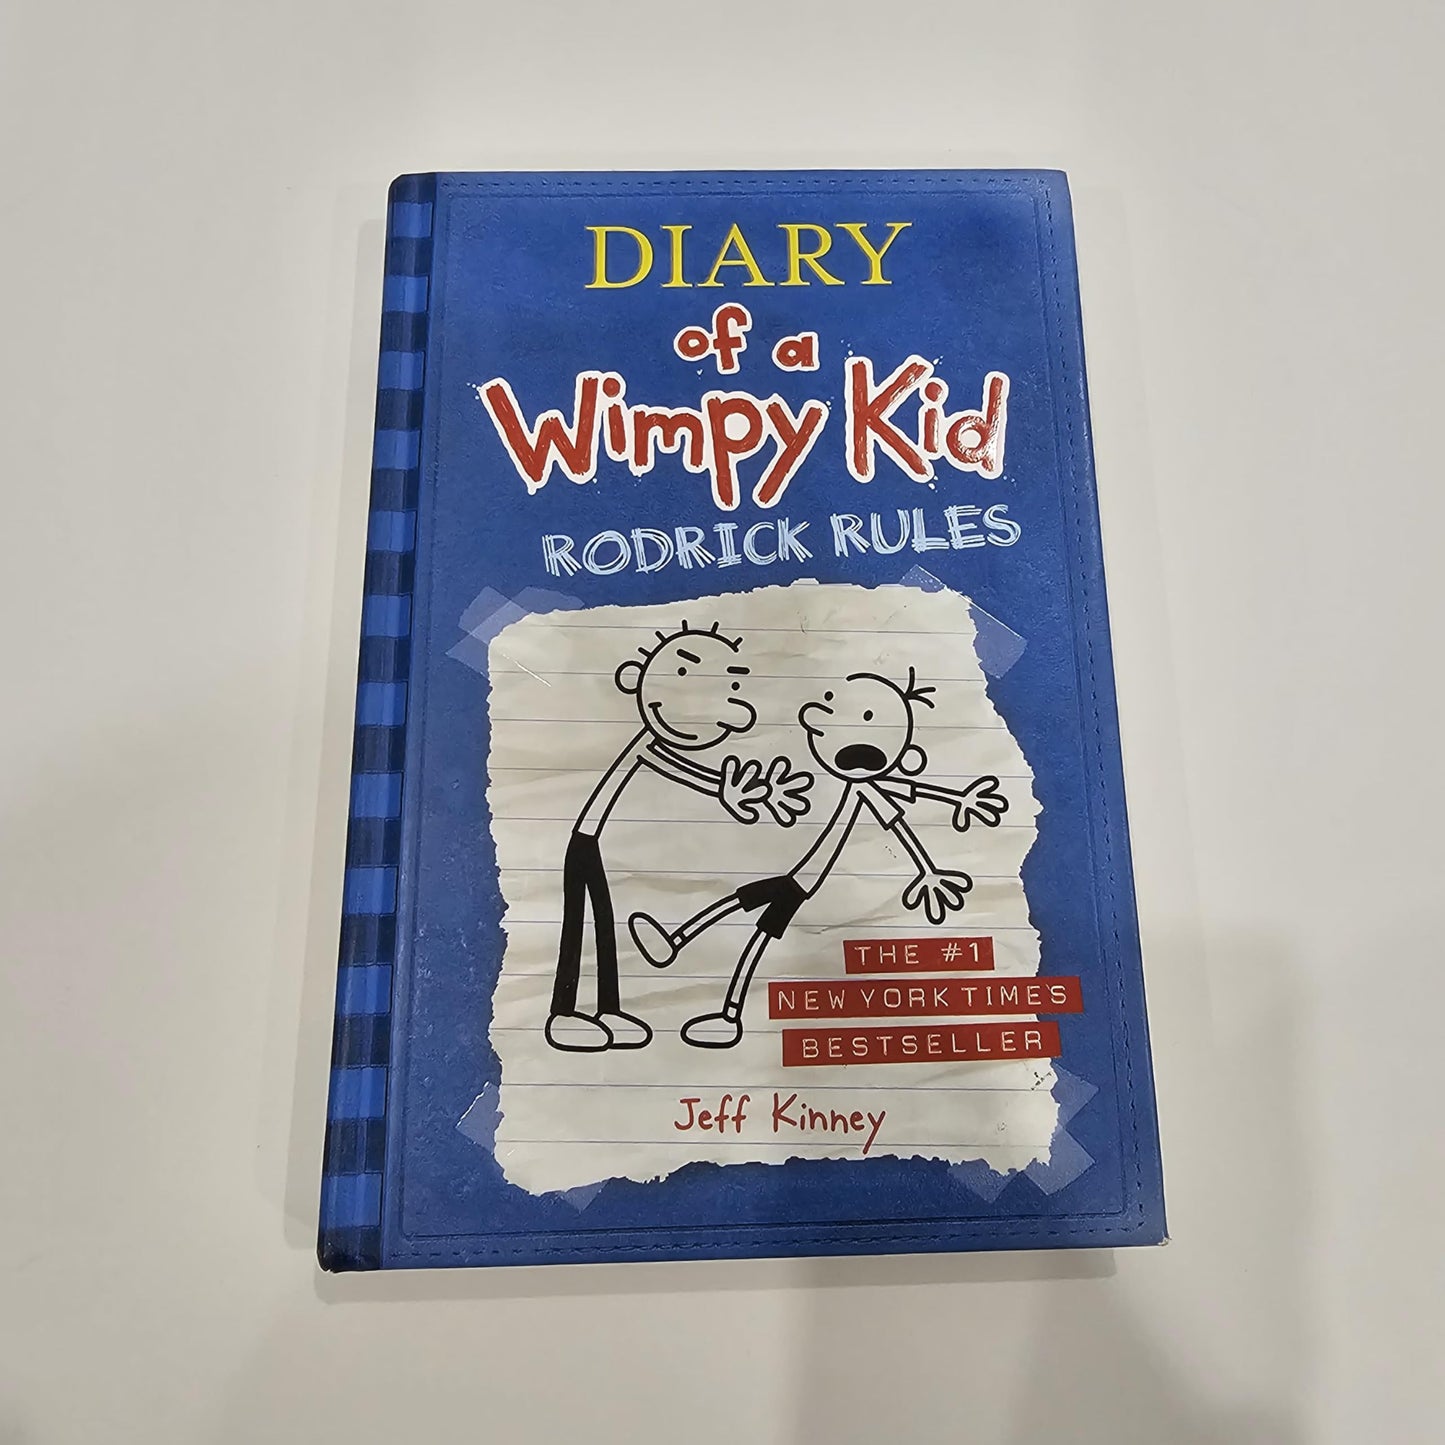 DIARY
of a
Wimpy Kid
RODRICK RULES
THE #1
NEW YORK TIMES
BESTSELLER
Jeff Kinney